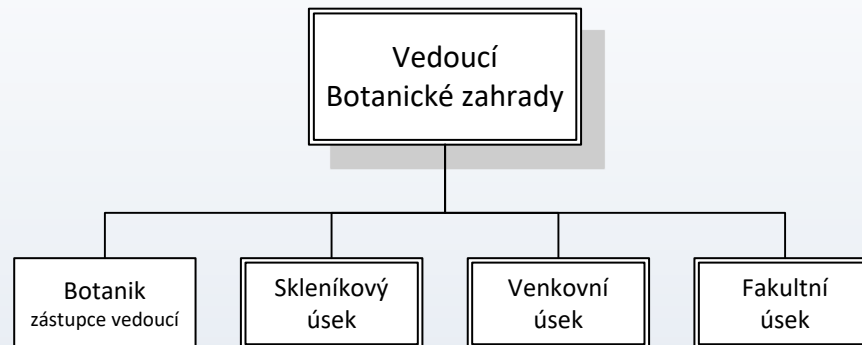 Vedoucí
Botanické zahrady
Botanik
zástupce vedoucí
Skleníkový
úsek
Venkovní
úsek
Fakultní
úsek